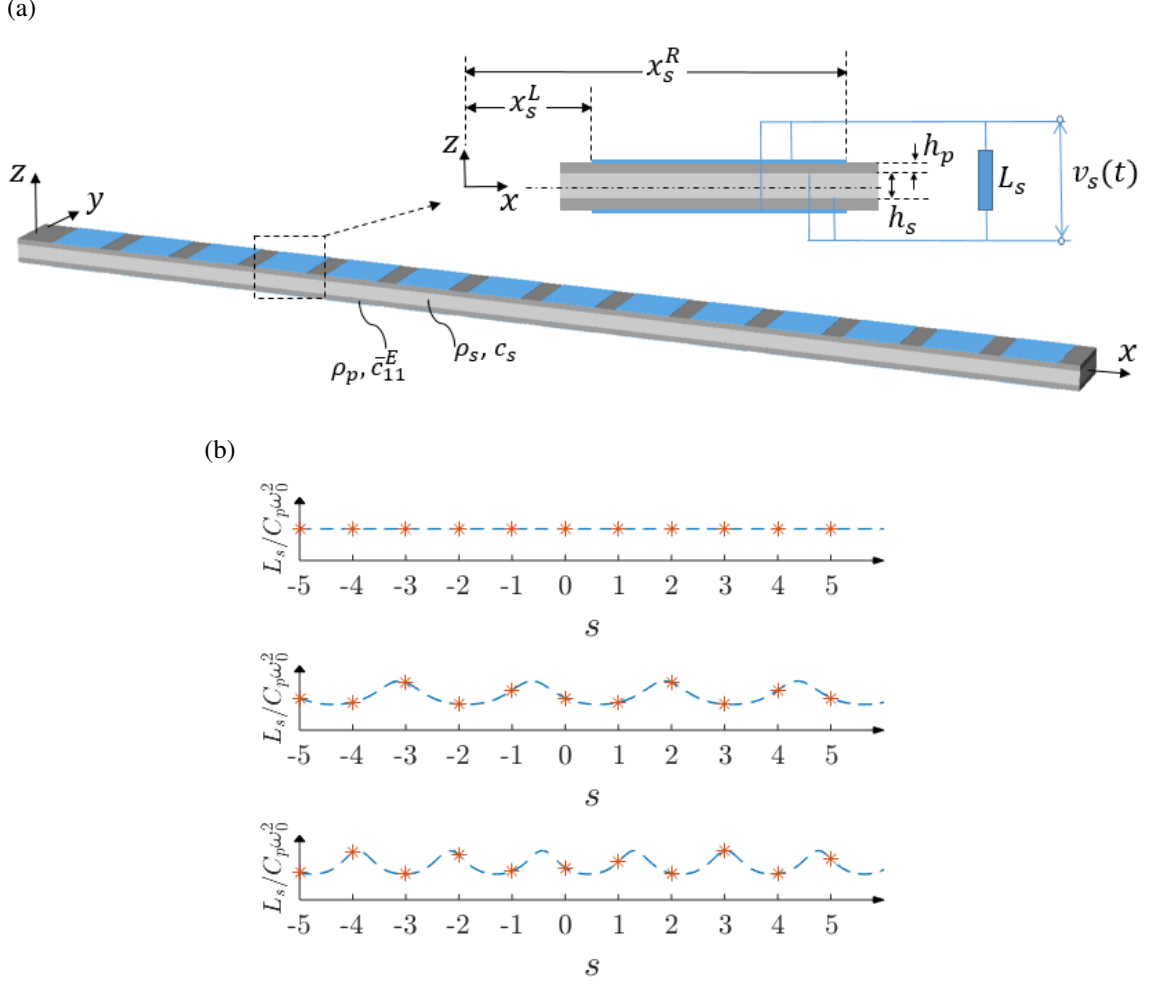 (a)
x_s^R
x_s^L
z
x
h_p
h_s
L_s
v_s(t)
z
y
ρ_p, c̄_11^E
ρ_s, c_s
x
(b)
L_s/C_pω_0^2
-5 -4 -3 -2 -1 0 1 2 3 4 5
s
L_s/C_pω_0^2
-5 -4 -3 -2 -1 0 1 2 3 4 5
s
L_s/C_pω_0^2
-5 -4 -3 -2 -1 0 1 2 3 4 5
s